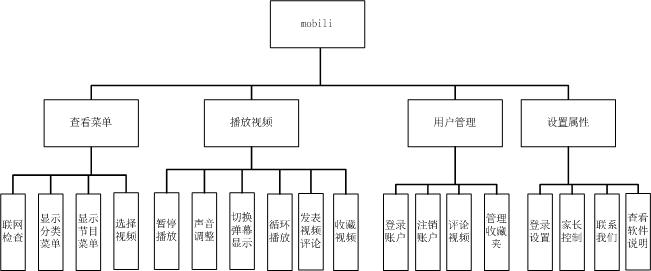 mobili
查看菜单
播放视频
用户管理
设置属性
联网
检查
显示
分类
菜单
显示
节目
菜单
选择
视频
暂停
播放
声音
调整
切换
弹幕
显示
循环
播放
发表
视频
评论
收藏
视频
登录
账户
注销
账户
评论
视频
管理
收藏
夹
登录
设置
家长
控制
联系
我们
查看
软件
说明